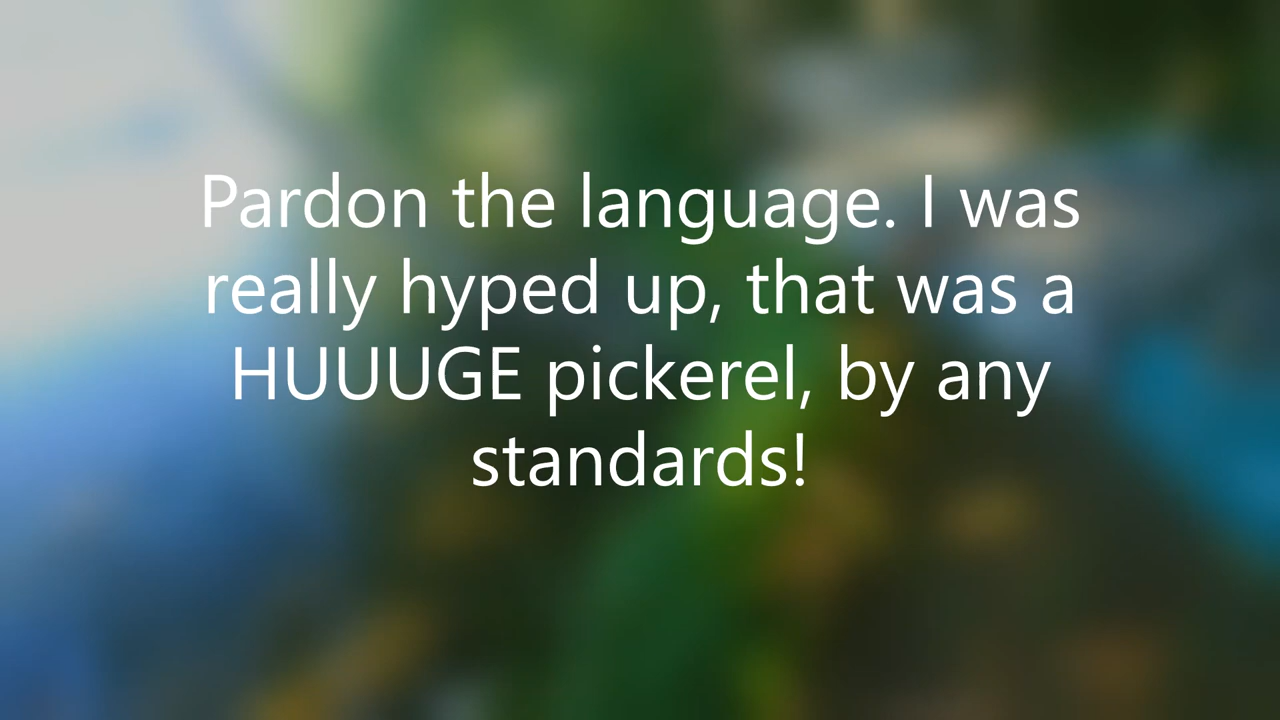 Pardon the language. I was
really hyped up, that was a
HUUUGE pickerel, by any
standards!